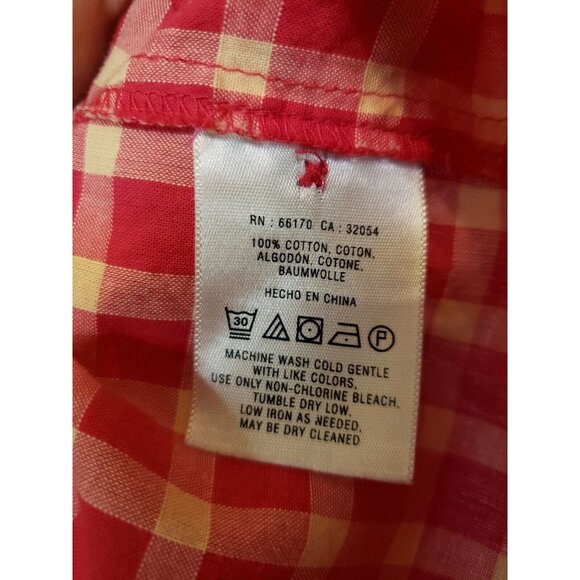 RN : 66170 CA : 32054
100% COTTON, COTON,
ALGODÓN, COTONE,
BAUMWOLLE
HECHO EN CHINA
30 P
MACHINE WASH COLD GENTLE
WITH LIKE COLORS.
USE ONLY NON-CHLORINE BLEACH.
TUMBLE DRY LOW.
LOW IRON AS NEEDED.
MAY BE DRY CLEANED